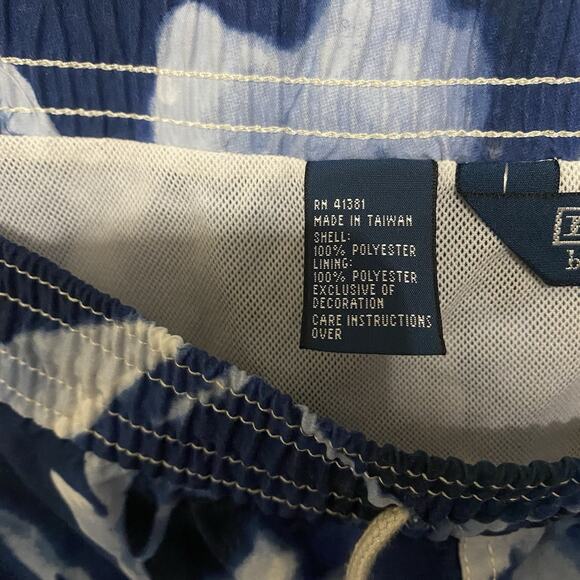 RN 41381
MADE IN TAIWAN
SHELL:
100% POLYESTER
LINING:
100% POLYESTER
EXCLUSIVE OF
DECORATION
CARE INSTRUCTIONS
OVER